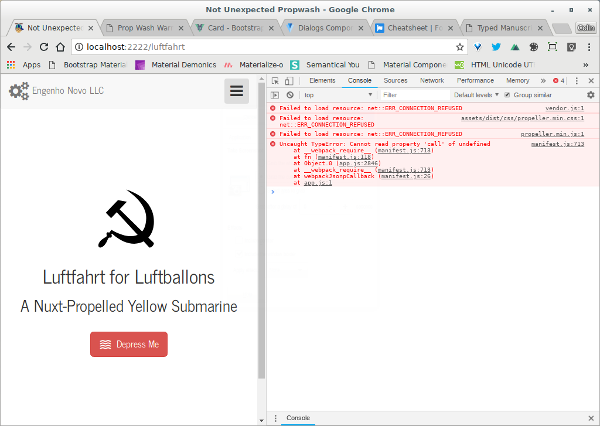 Not Unexpected Propwash - Google Chrome
Not Unexpected
Prop Wash Wa
Card - Bootstrap
Dialogs Compon
Cheatsheet | Fo
Typed Manuscr
Colin
localhost:2222/luftfahrt
Apps
Bootstrap Materia
Material Demonics
Materialize-o
Semantical You
Material Compone
HTML Unicode UT
Engenho Novo LLC
Luftfahrt for Luftballons
A Nuxt-Propelled Yellow Submarine
Depress Me
Elements Console Sources Network Performance Memory » 4
top Filter Default levels ▼ Group similar
Failed to load resource: net::ERR_CONNECTION_REFUSED vendor.js:1
Failed to load resource: assets/dist/css/propeller.min.css:1
net::ERR_CONNECTION_REFUSED
Failed to load resource: net::ERR_CONNECTION_REFUSED propeller.min.js:1
Uncaught TypeError: Cannot read property 'call' of undefined manifest.js:713
at __webpack_require__ (manifest.js:713)
at fn (manifest.js:118)
at Object.0 (app.js:2846)
at __webpack_require__ (manifest.js:713)
at webpackJsonpCallback (manifest.js:26)
at app.js:1
Console